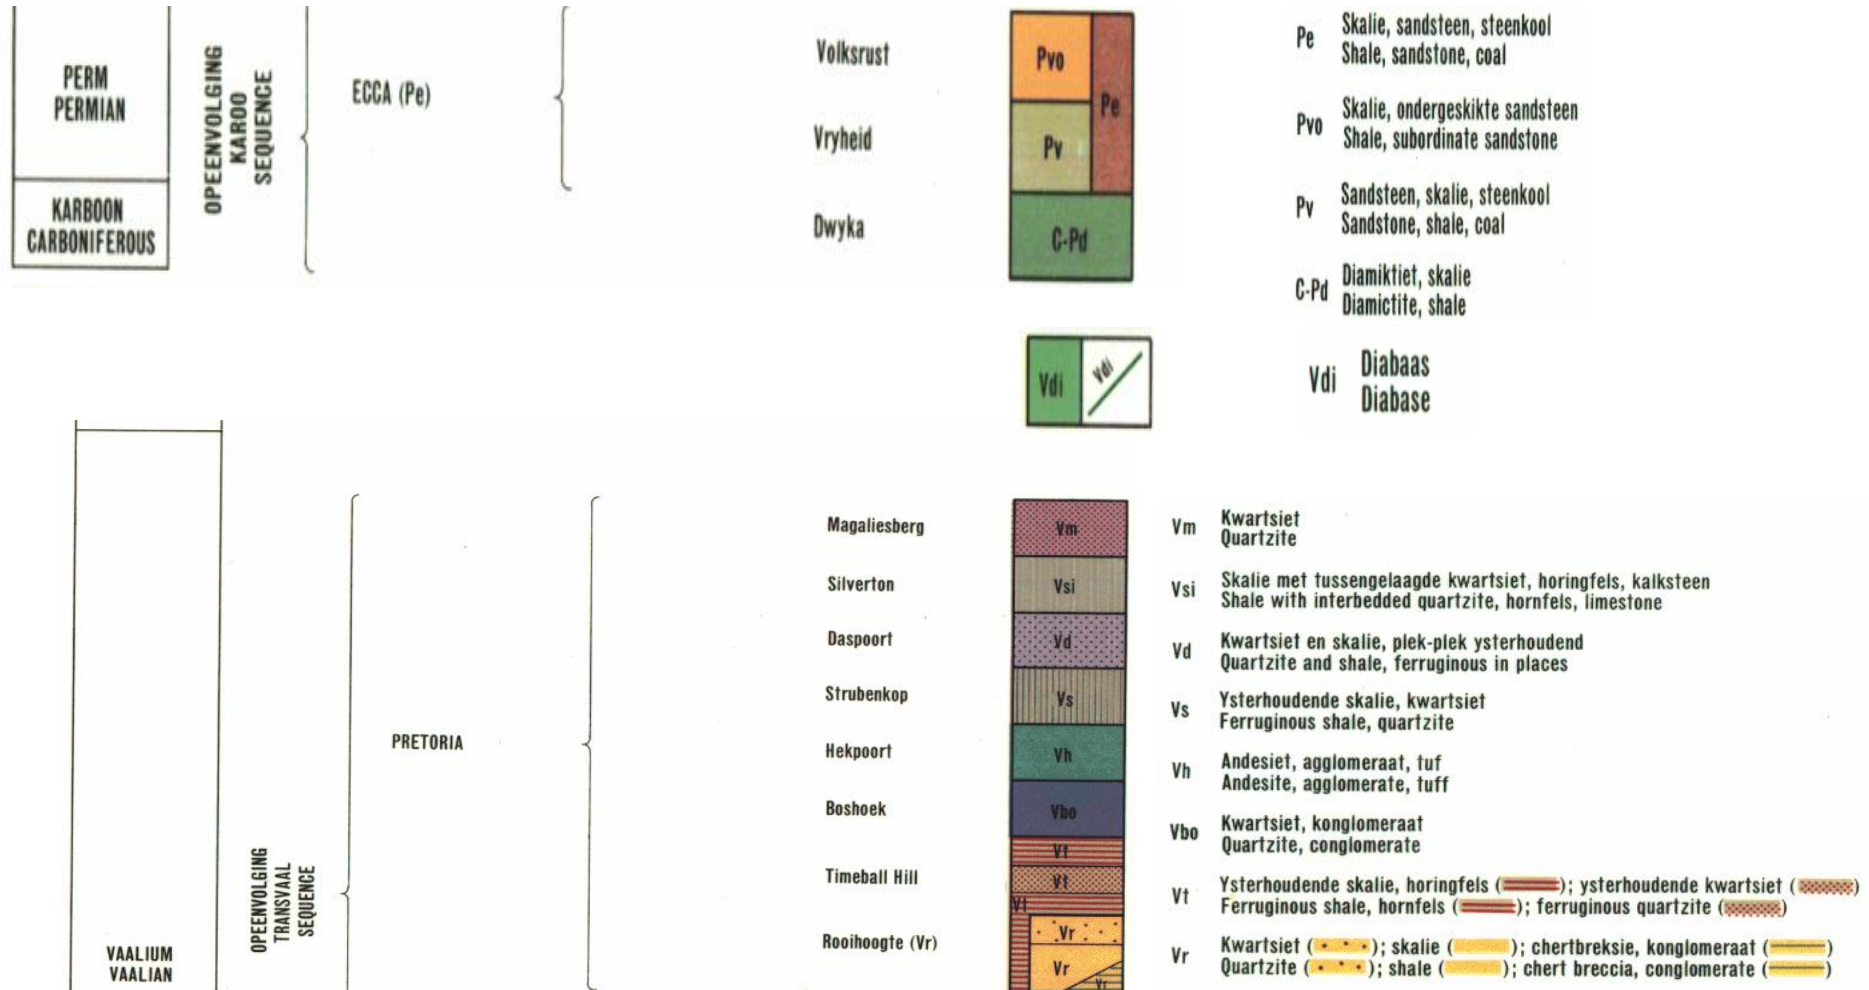 PERM
PERMIAN
KARBOON
CARBONIFEROUS
OPEENVOLGING
KAROO
SEQUENCE
ECCA (Pe)
Volksrust
Vryheid
Dwyka
Pvo
Pe
Pv
C-Pd
Pe
Skalie, sandsteen, steenkool
Shale, sandstone, coal
Pvo
Skalie, ondergeskikte sandsteen
Shale, subordinate sandstone
Pv
Sandsteen, skalie, steenkool
Sandstone, shale, coal
C-Pd
Diamiktiet, skalie
Diamictite, shale
Vdi
Vdi
Vdi
Diabaas
Diabase
VAALIUM
VAALIAN
OPEENVOLGING
TRANSVAAL
SEQUENCE
PRETORIA
Magaliesberg
Silverton
Daspoort
Strubenkop
Hekpoort
Boshoek
Timeball Hill
Rooihoogte (Vr)
Vm
Vsi
Vd
Vs
Vh
Vbo
Vt
Vt
Vt
Vr
Vr
Vr
Vm
Kwartsiet
Quartzite
Vsi
Skalie met tussengelaagde kwartsiet, horingfels, kalksteen
Shale with interbedded quartzite, hornfels, limestone
Vd
Kwartsiet en skalie, plek-plek ysterhoudend
Quartzite and shale, ferruginous in places
Vs
Ysterhoudende skalie, kwartsiet
Ferruginous shale, quartzite
Vh
Andesiet, agglomeraat, tuf
Andesite, agglomerate, tuff
Vbo
Kwartsiet, konglomeraat
Quartzite, conglomerate
Vt
Ysterhoudende skalie, horingfels ( ); ysterhoudende kwartsiet ( )
Ferruginous shale, hornfels ( ); ferruginous quartzite ( )
Vr
Kwartsiet ( ); skalie ( ); chertbreksie, konglomeraat ( )
Quartzite ( ); shale ( ); chert breccia, conglomerate ( )